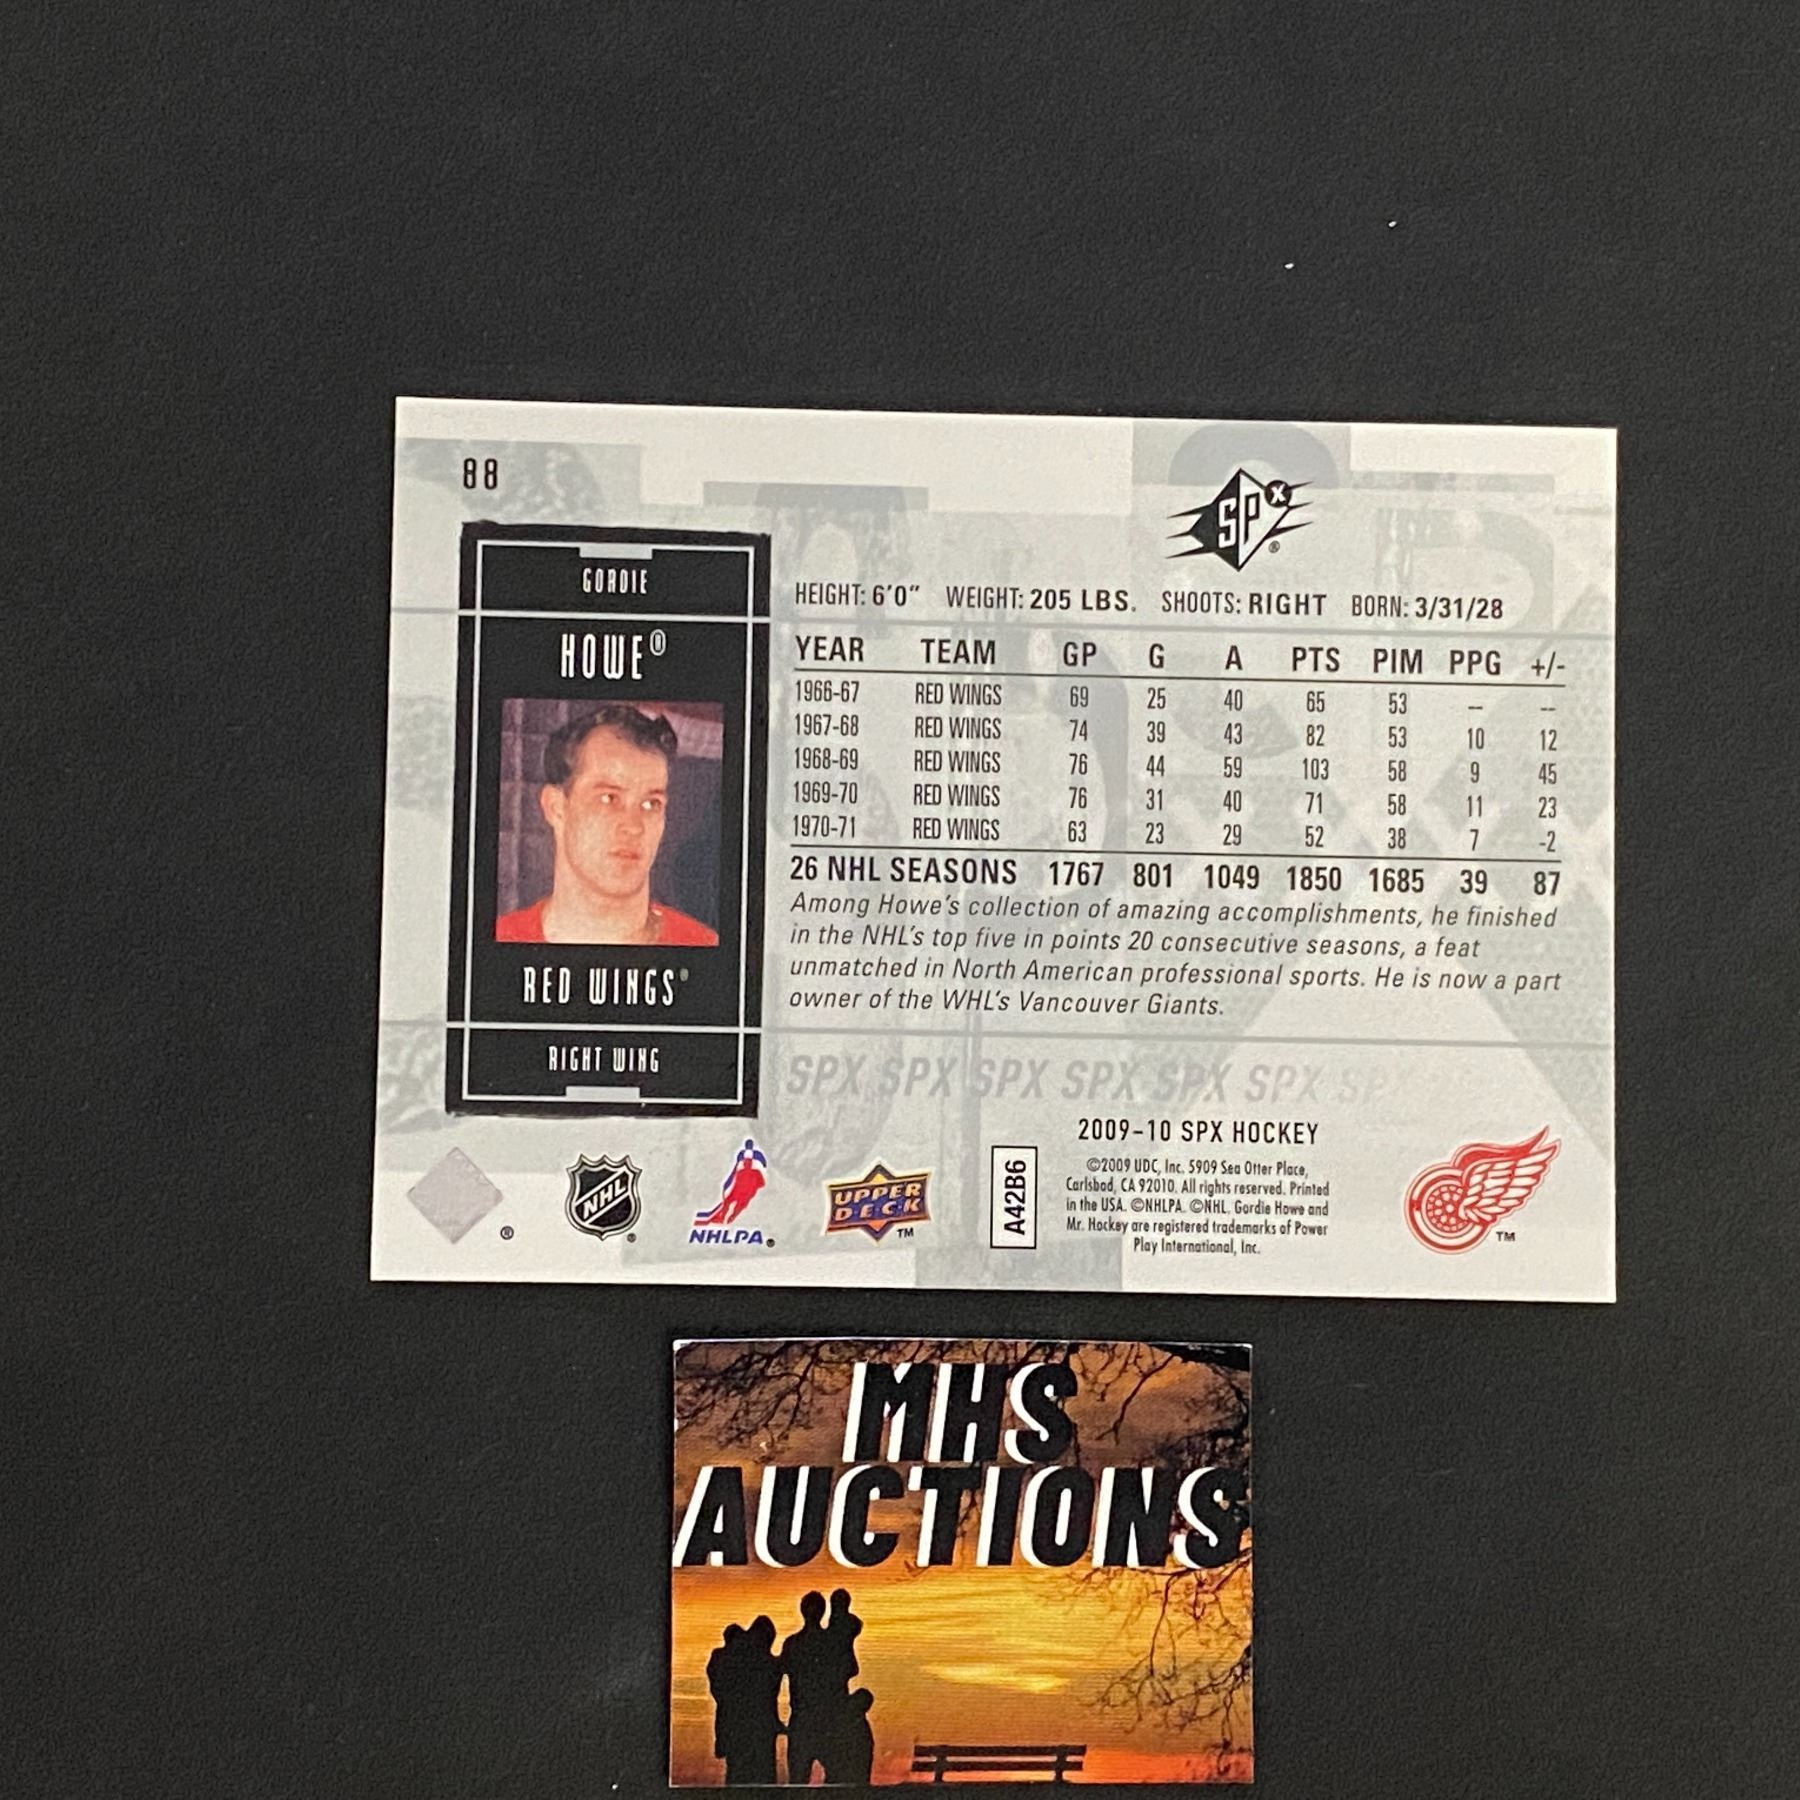 88
SPx®
GORDIE
HOWE®
RED WINGS®
RIGHT WING
HEIGHT: 6'0" WEIGHT: 205 LBS. SHOOTS: RIGHT BORN: 3/31/28
YEAR TEAM GP G A PTS PIM PPG +/-
1966-67 RED WINGS 69 25 40 65 53 -- --
1967-68 RED WINGS 74 39 43 82 53 10 12
1968-69 RED WINGS 76 44 59 103 58 9 45
1969-70 RED WINGS 76 31 40 71 58 11 23
1970-71 RED WINGS 63 23 29 52 38 7 -2
26 NHL SEASONS 1767 801 1049 1850 1685 39 87
Among Howe's collection of amazing accomplishments, he finished
in the NHL's top five in points 20 consecutive seasons, a feat
unmatched in North American professional sports. He is now a part
owner of the WHL's Vancouver Giants.
SPX SPX SPX SPX SPX SPX SP
®
NHL®
NHLPA®
UPPER
DECK
TM
A42B6
2009-10 SPX HOCKEY
©2009 UDC, Inc. 5909 Sea Otter Place,
Carlsbad, CA 92010. All rights reserved. Printed
in the USA. ©NHLPA. ©NHL. Gordie Howe and
Mr. Hockey are registered trademarks of Power
Play International, Inc.
TM
MHS
AUCTIONS